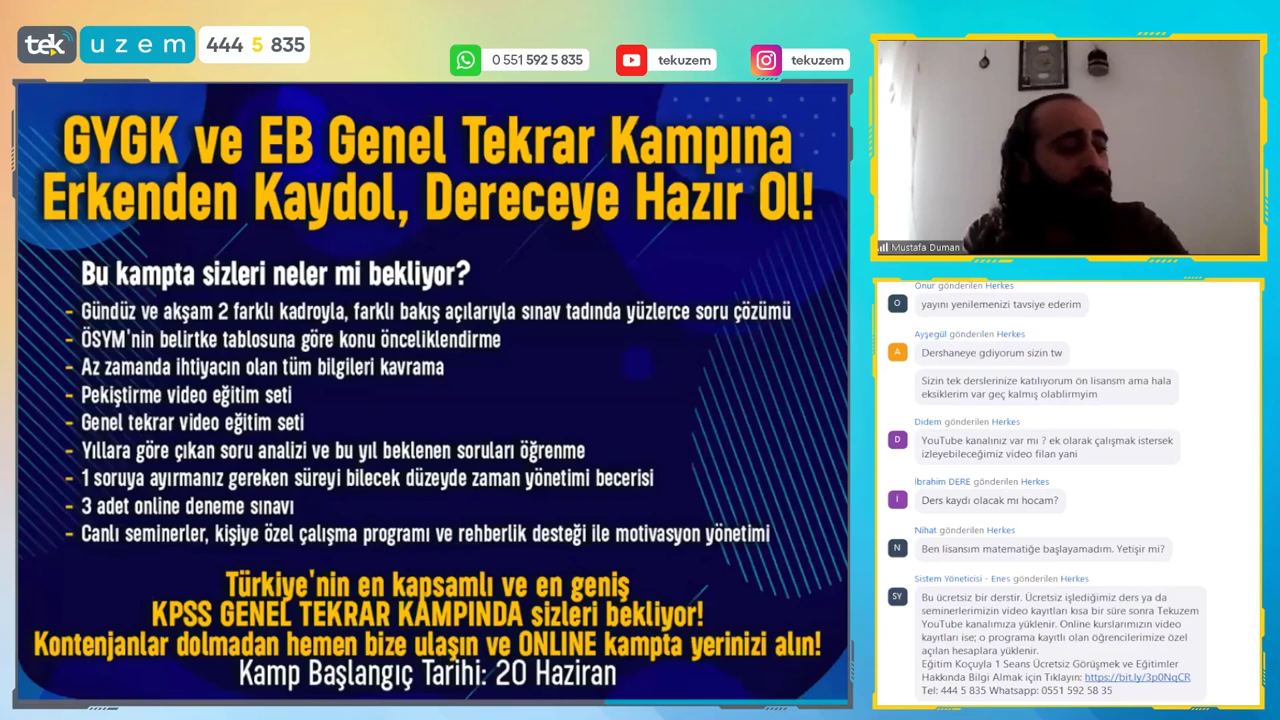 tek
uzem
444 5 835
0 551 592 5 835
tekuzem
tekuzem
GYGK ve EB Genel Tekrar Kampına
Erkenden Kaydol, Dereceye Hazır Ol!
Bu kampta sizleri neler mi bekliyor?
- Gündüz ve akşam 2 farklı kadroyla, farklı bakış açılarıyla sınav tadında yüzlerce soru çözümü
- ÖSYM'nin belirtke tablosuna göre konu önceliklendirme
- Az zamanda ihtiyacın olan tüm bilgileri kavrama
- Pekiştirme video eğitim seti
- Genel tekrar video eğitim seti
- Yıllara göre çıkan soru analizi ve bu yıl beklenen soruları öğrenme
- 1 soruya ayırmanız gereken süreyi bilecek düzeyde zaman yönetimi becerisi
- 3 adet online deneme sınavı
- Canlı seminerler, kişiye özel çalışma programı ve rehberlik desteği ile motivasyon yönetimi
Türkiye'nin en kapsamlı ve en geniş
KPSS GENEL TEKRAR KAMPINDA sizleri bekliyor!
Kontenjanlar dolmadan hemen bize ulaşın ve ONLINE kampta yerinizi alın!
Kamp Başlangıç Tarihi: 20 Haziran
Mustafa Duman
Onur gönderilen Herkes
O
yayını yenilemenizi tavsiye ederim
Ayşegül gönderilen Herkes
A
Dershaneye gdiyorum sizin tw
Sizin tek derslerinize katılıyorum ön lisansm ama hala
eksiklerim var geç kalmış olablirmyim
Didem gönderilen Herkes
D
YouTube kanalınız var mı ? ek olarak çalışmak istersek
izleyebileceğimiz video filan yani
İbrahim DERE gönderilen Herkes
I
Ders kaydı olacak mı hocam?
Nihat gönderilen Herkes
N
Ben lisansım matematiğe başlayamadım. Yetişir mi?
Sistem Yöneticisi - Enes gönderilen Herkes
SY
Bu ücretsiz bir derstir. Ücretsiz işlediğimiz ders ya da
seminerlerimizin video kayıtları kısa bir süre sonra Tekuzem
YouTube kanalımıza yüklenir. Online kurslarımızın video
kayıtları ise; o programa kayıtlı olan öğrencilerimize özel
açılan hesaplara yüklenir.
Eğitim Koçuyla 1 Seans Ücretsiz Görüşmek ve Eğitimler
Hakkında Bilgi Almak için Tıklayın: https://bit.ly/3p0NqCR
Tel: 444 5 835 Whatsapp: 0551 592 58 35